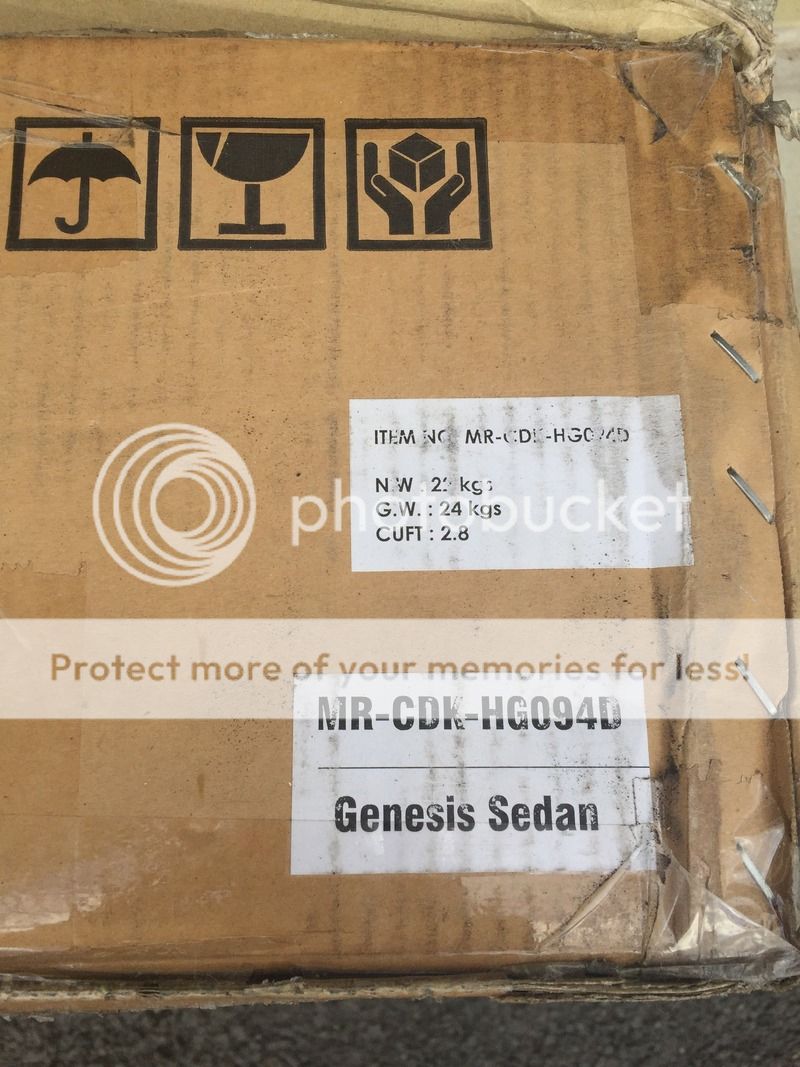 ITEM NO. MR-CDK-HG094D
N.W : kgs
G.W. : 24 kgs
CUFT : 2.8
photobucket
Protect more of your memories for less!
MR-CDK-HG094D
Genesis Sedan